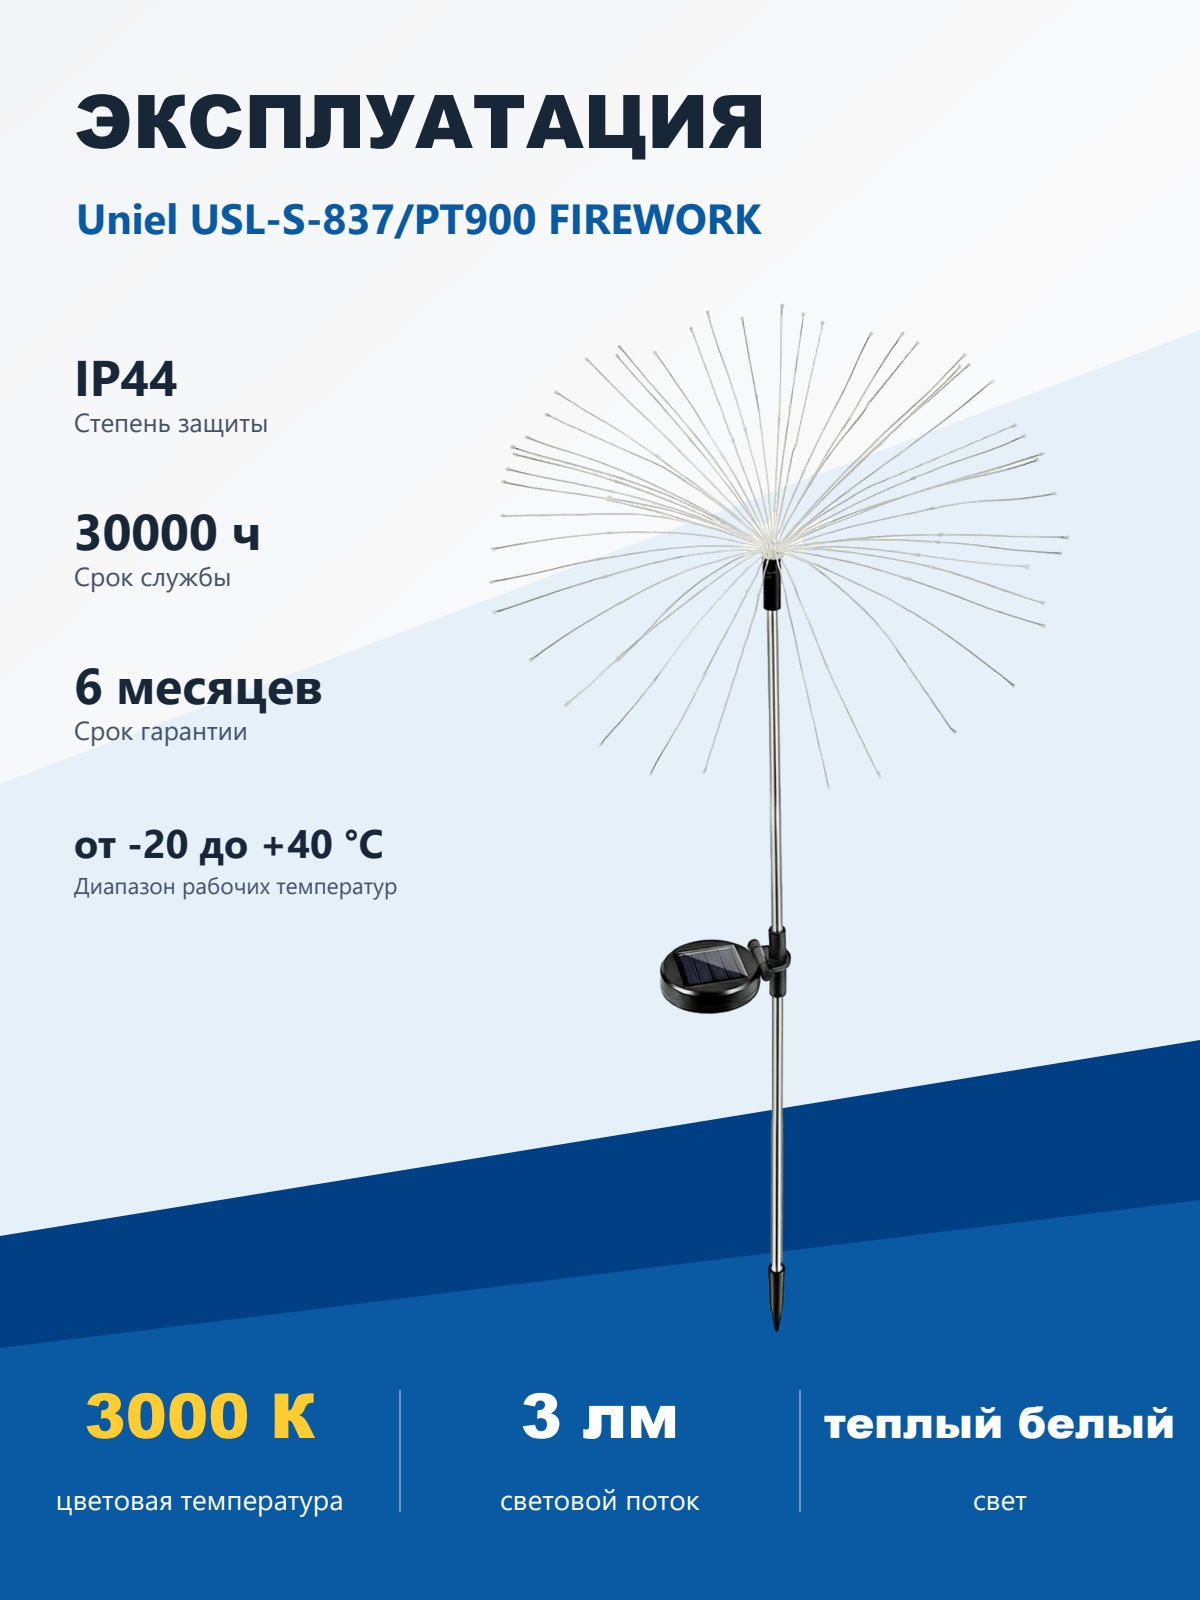 ЭКСПЛУАТАЦИЯ
Uniel USL-S-837/PT900 FIREWORK
IP44
Степень защиты
30000 ч
Срок службы
6 месяцев
Срок гарантии
от -20 до +40 °C
Диапазон рабочих температур
3000 К
цветовая температура
3 лм
световой поток
теплый белый
свет